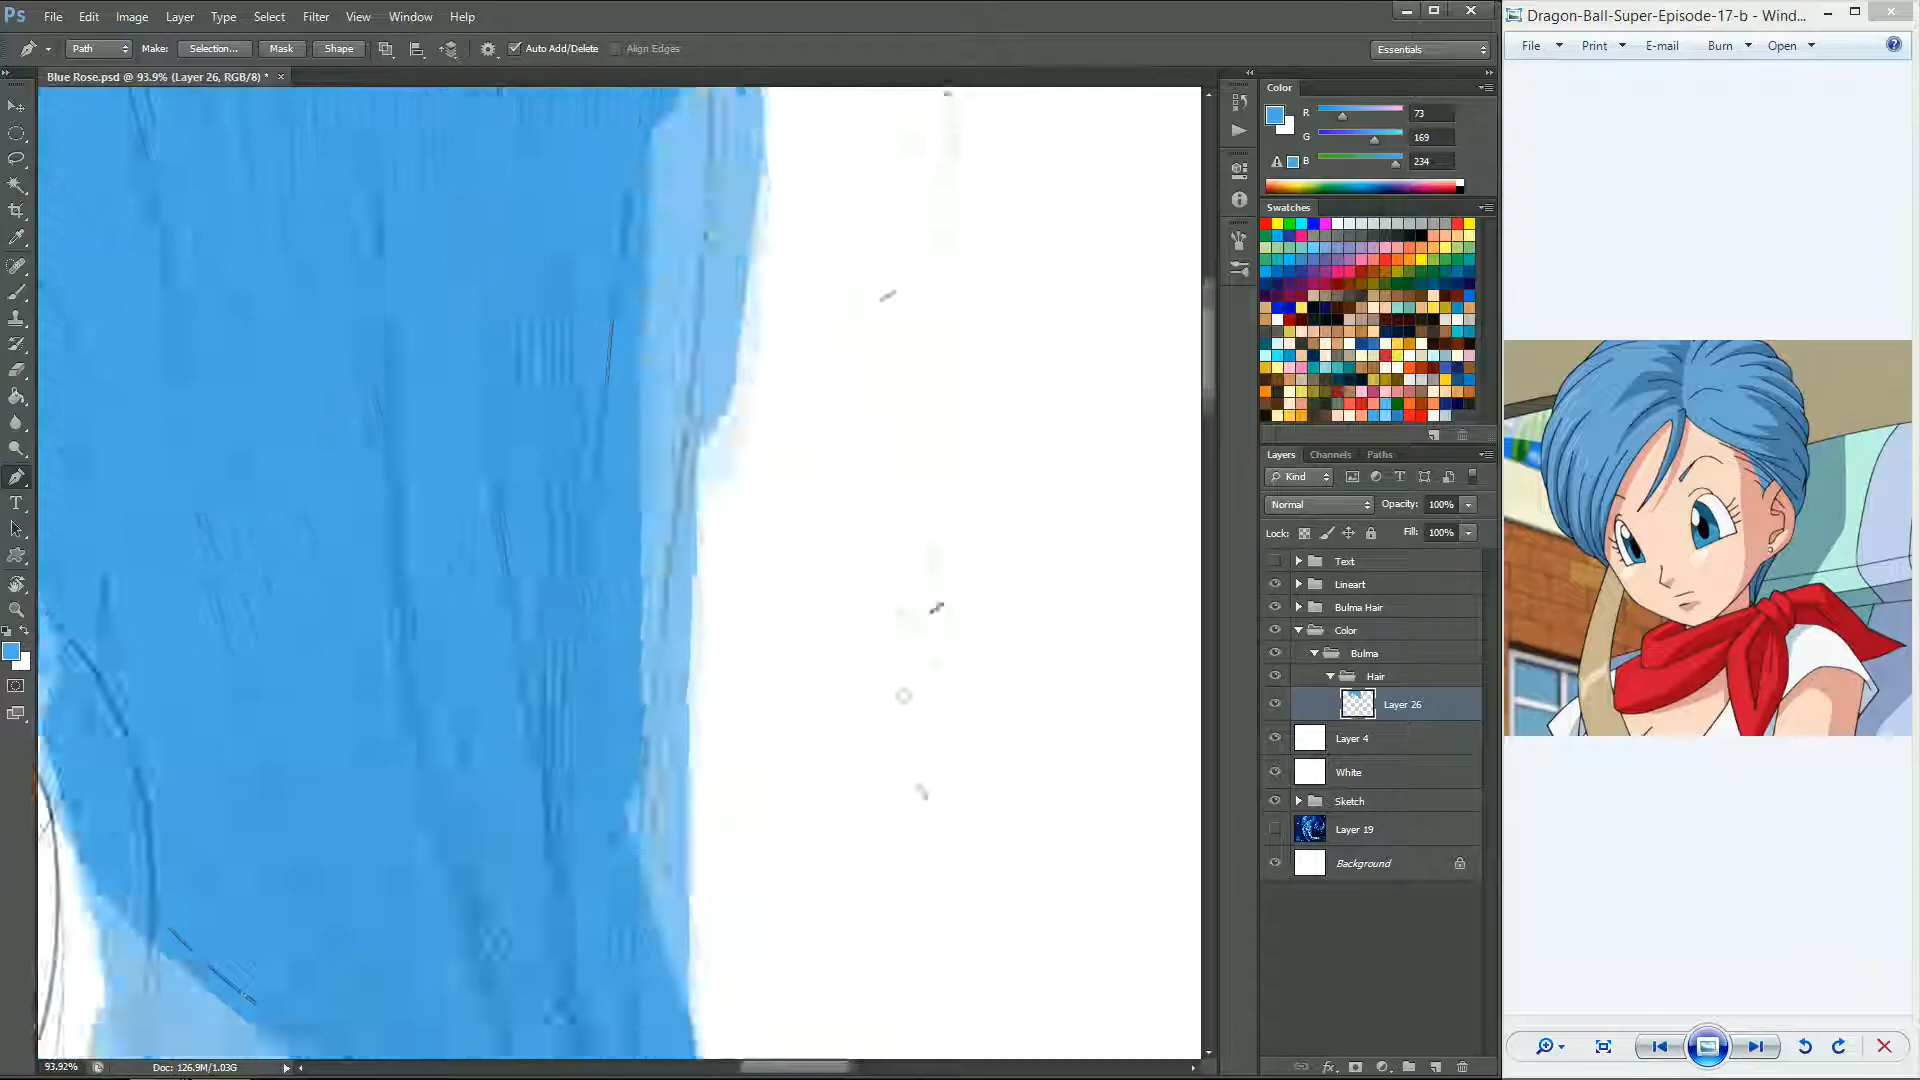 Ps File Edit Image Layer Type Select Filter View Window Help
Path Make: Selection... Mask Shape Auto Add/Delete Align Edges Essentials
Blue Rose.psd @ 93.9% (Layer 26, RGB/8) *
Color
R 73
G 169
B 234
Swatches
Layers Channels Paths
Kind
Normal Opacity: 100%
Lock: Fill: 100%
Text
Lineart
Bulma Hair
Color
Bulma
Hair
Layer 26
Layer 4
White
Sketch
Layer 19
Background
93.92% Doc: 126.9M/1.03G
Dragon-Ball-Super-Episode-17-b - Wind...
File Print E-mail Burn Open